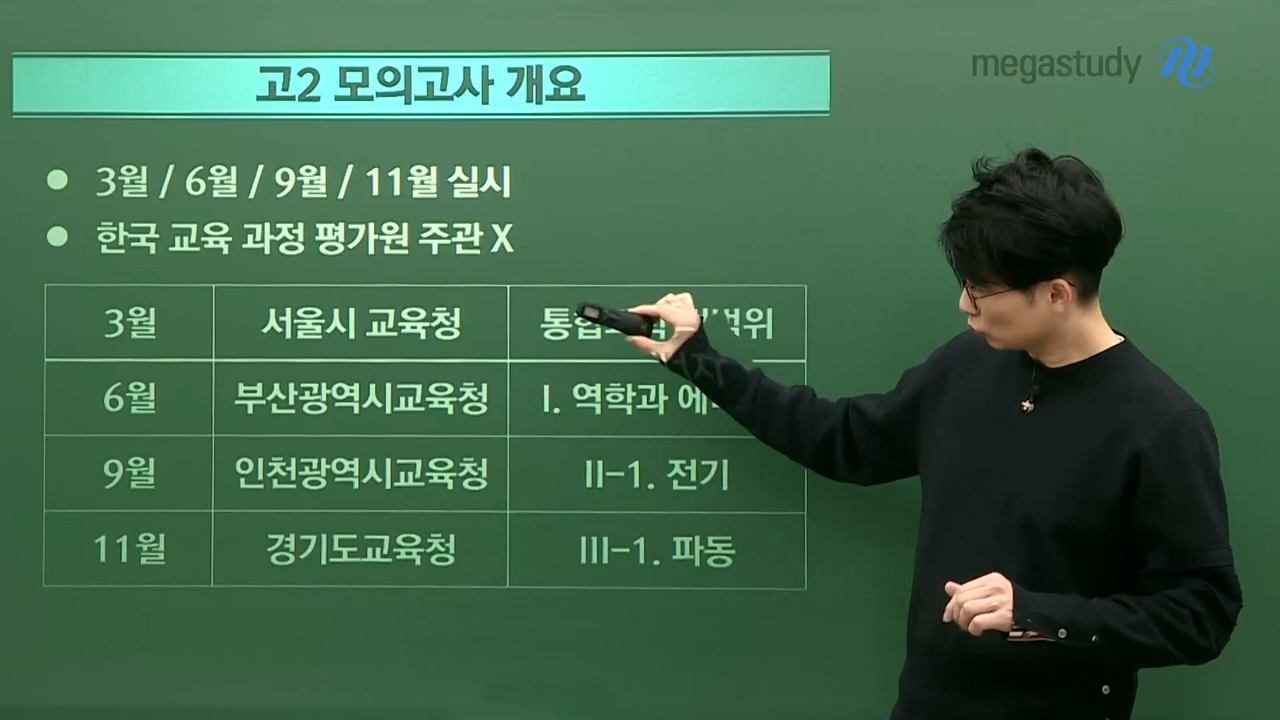 megastudy
고2 모의고사 개요
3월 / 6월 / 9월 / 11월 실시
한국 교육 과정 평가원 주관 X
3월 서울시 교육청
6월 부산광역시교육청 I. 역학과
9월 인천광역시교육청 II-1. 전기
11월 경기도교육청 III-1. 파동